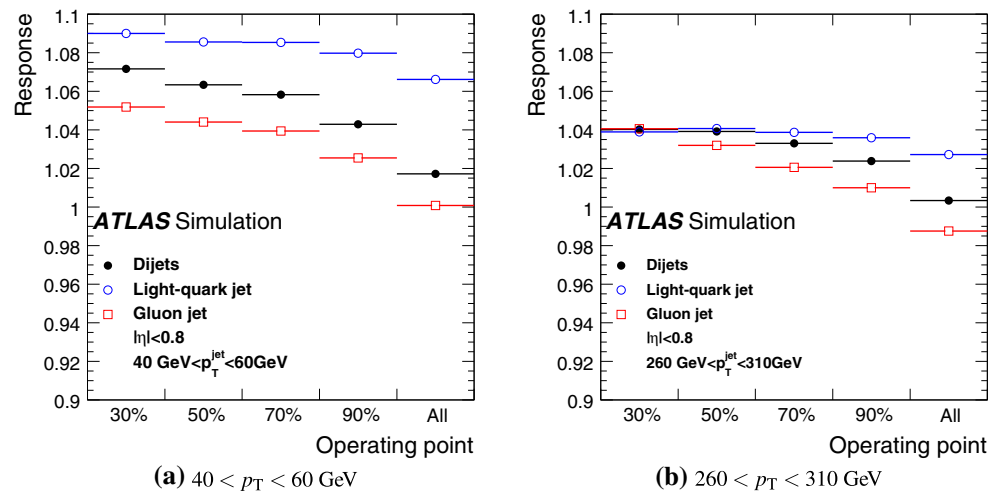 Response
1.1
1.08
1.06
1.04
1.02
1
0.98
0.96
0.94
0.92
0.9
ATLAS Simulation
Dijets
Light-quark jet
Gluon jet
|η|<0.8
40 GeV<p_T^jet<60GeV
30% 50% 70% 90% All
Operating point
(a) 40 < p_T < 60 GeV
Response
1.1
1.08
1.06
1.04
1.02
1
0.98
0.96
0.94
0.92
0.9
ATLAS Simulation
Dijets
Light-quark jet
Gluon jet
|η|<0.8
260 GeV<p_T^jet<310GeV
30% 50% 70% 90% All
Operating point
(b) 260 < p_T < 310 GeV